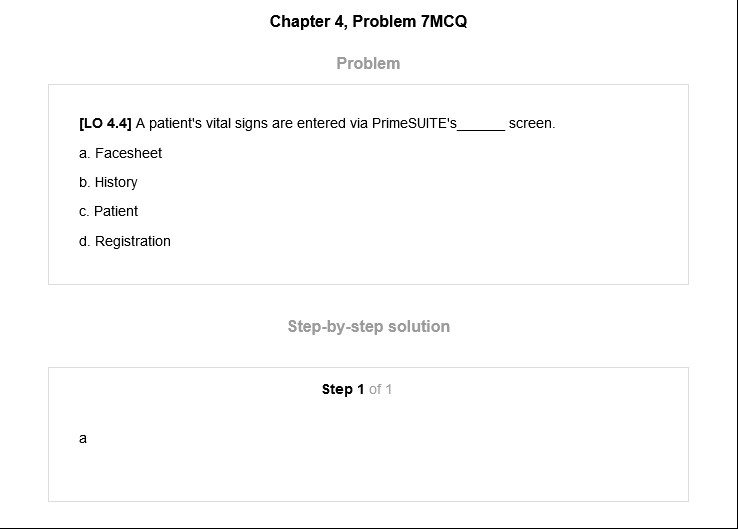 Chapter 4, Problem 7MCQ
Problem
[LO 4.4] A patient's vital signs are entered via PrimeSUITE's______ screen.
a. Facesheet
b. History
c. Patient
d. Registration
Step-by-step solution
Step 1 of 1
a